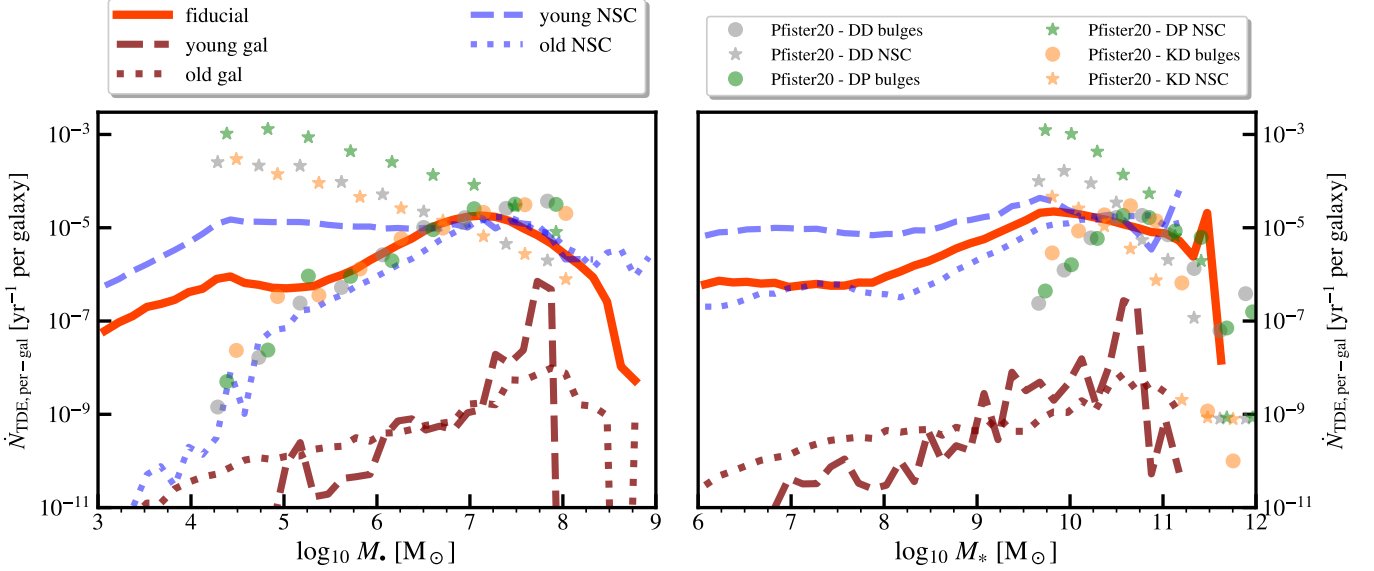 fiducial
young gal
old gal
young NSC
old NSC
Pfister20 - DD bulges
Pfister20 - DD NSC
Pfister20 - DP bulges
Pfister20 - DP NSC
Pfister20 - KD bulges
Pfister20 - KD NSC
10⁻³
10⁻⁵
10⁻⁷
10⁻⁹
10⁻¹¹
Ṅ_TDE,per−gal [yr⁻¹ per galaxy]
3 4 5 6 7 8 9
log₁₀ M• [M⊙]
6 7 8 9 10 11 12
log₁₀ M∗ [M⊙]
10⁻³
10⁻⁵
10⁻⁷
10⁻⁹
10⁻¹¹
Ṅ_TDE,per−gal [yr⁻¹ per galaxy]